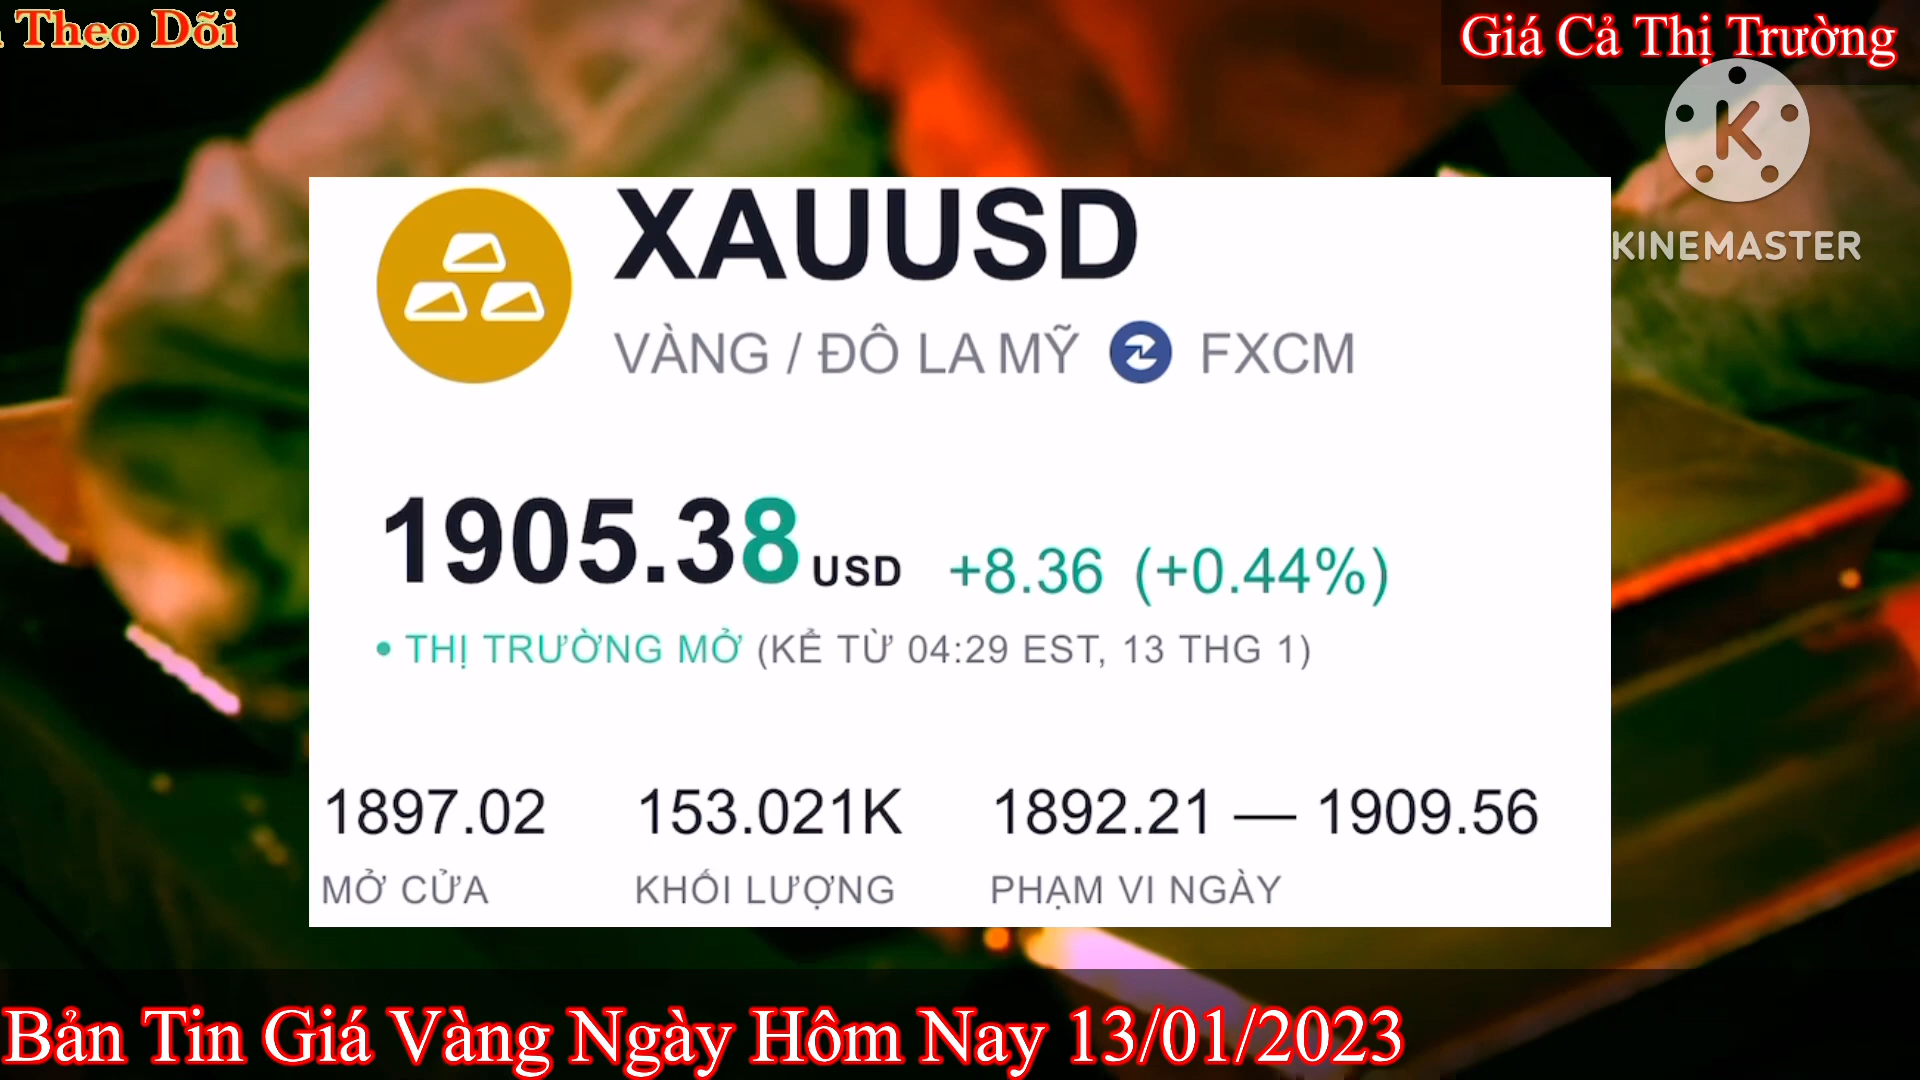 Theo Dõi
Giá Cả Thị Trường
K
KINEMASTER
XAUUSD
VÀNG / ĐÔ LA MỸ FXCM
1905.38 USD +8.36 (+0.44%)
• THỊ TRƯỜNG MỞ (KỂ TỪ 04:29 EST, 13 THG 1)
1897.02 153.021K 1892.21 — 1909.56
MỞ CỬA KHỐI LƯỢNG PHẠM VI NGÀY
Bản Tin Giá Vàng Ngày Hôm Nay 13/01/2023